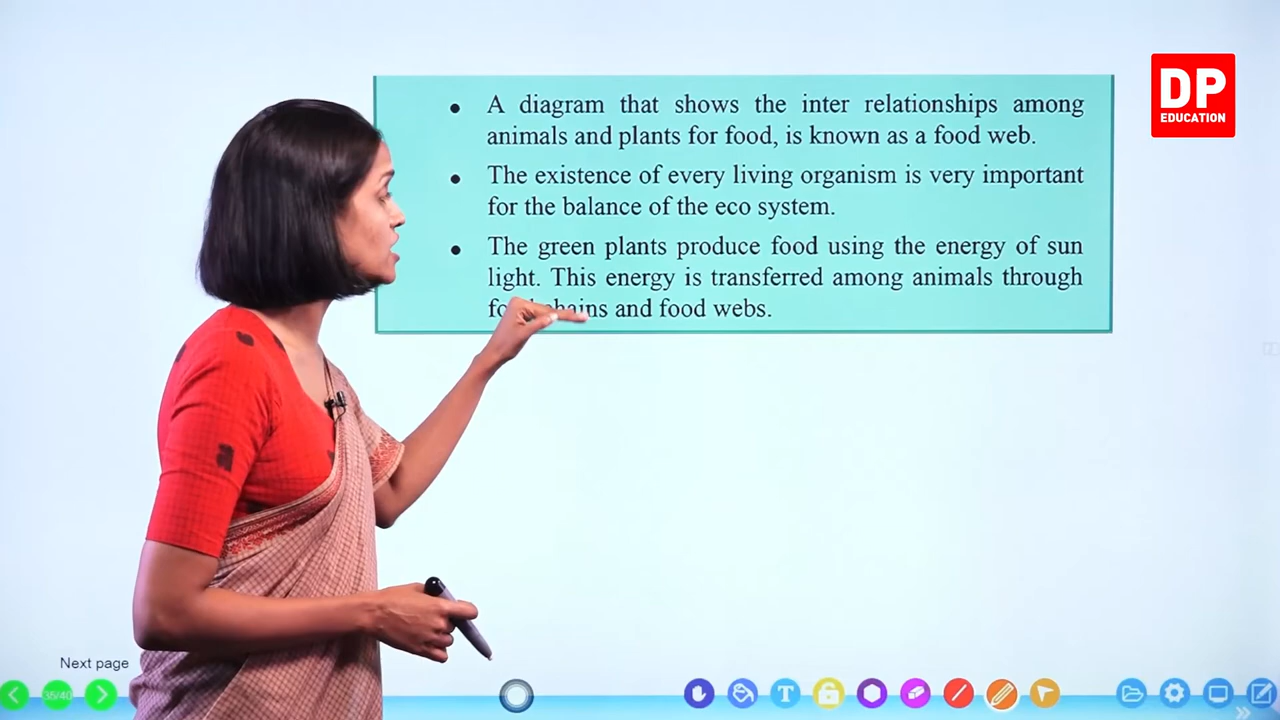 DP
EDUCATION
• A diagram that shows the inter relationships among
animals and plants for food, is known as a food web.
• The existence of every living organism is very important
for the balance of the eco system.
• The green plants produce food using the energy of sun
light. This energy is transferred among animals through
and food webs.
Next page
35/40
T